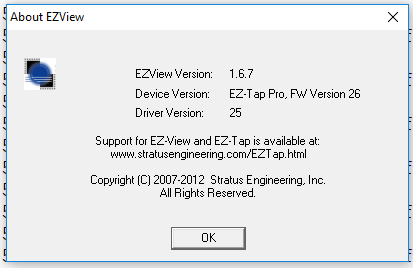 About EZView
EZView Version: 1.6.7
Device Version: EZ-Tap Pro, FW Version 26
Driver Version: 25
Support for EZ-View and EZ-Tap is available at:
www.stratusengineering.com/EZTap.html
Copyright (C) 2007-2012 Stratus Engineering, Inc.
All Rights Reserved.
OK